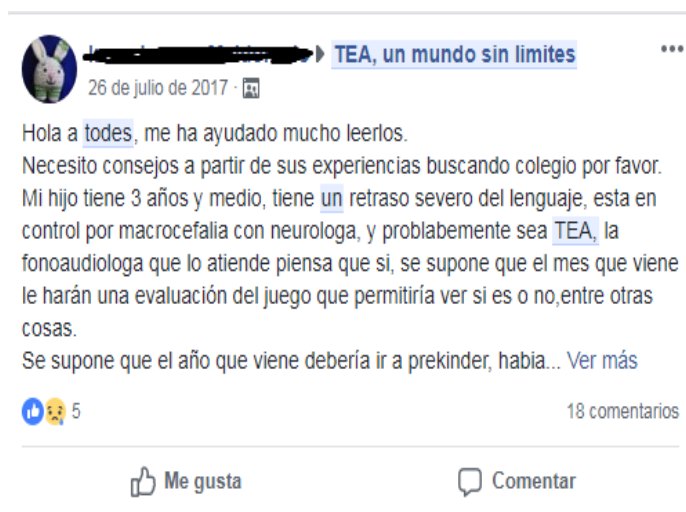 TEA, un mundo sin limites
26 de julio de 2017 ·
Hola a todes, me ha ayudado mucho leerlos.
Necesito consejos a partir de sus experiencias buscando colegio por favor.
Mi hijo tiene 3 años y medio, tiene un retraso severo del lenguaje, esta en
control por macrocefalia con neurologa, y problabemente sea TEA, la
fonoaudiologa que lo atiende piensa que si, se supone que el mes que viene
le harán una evaluación del juego que permitiría ver si es o no,entre otras
cosas.
Se supone que el año que viene debería ir a prekinder, habia... Ver más
5
18 comentarios
Me gusta
Comentar